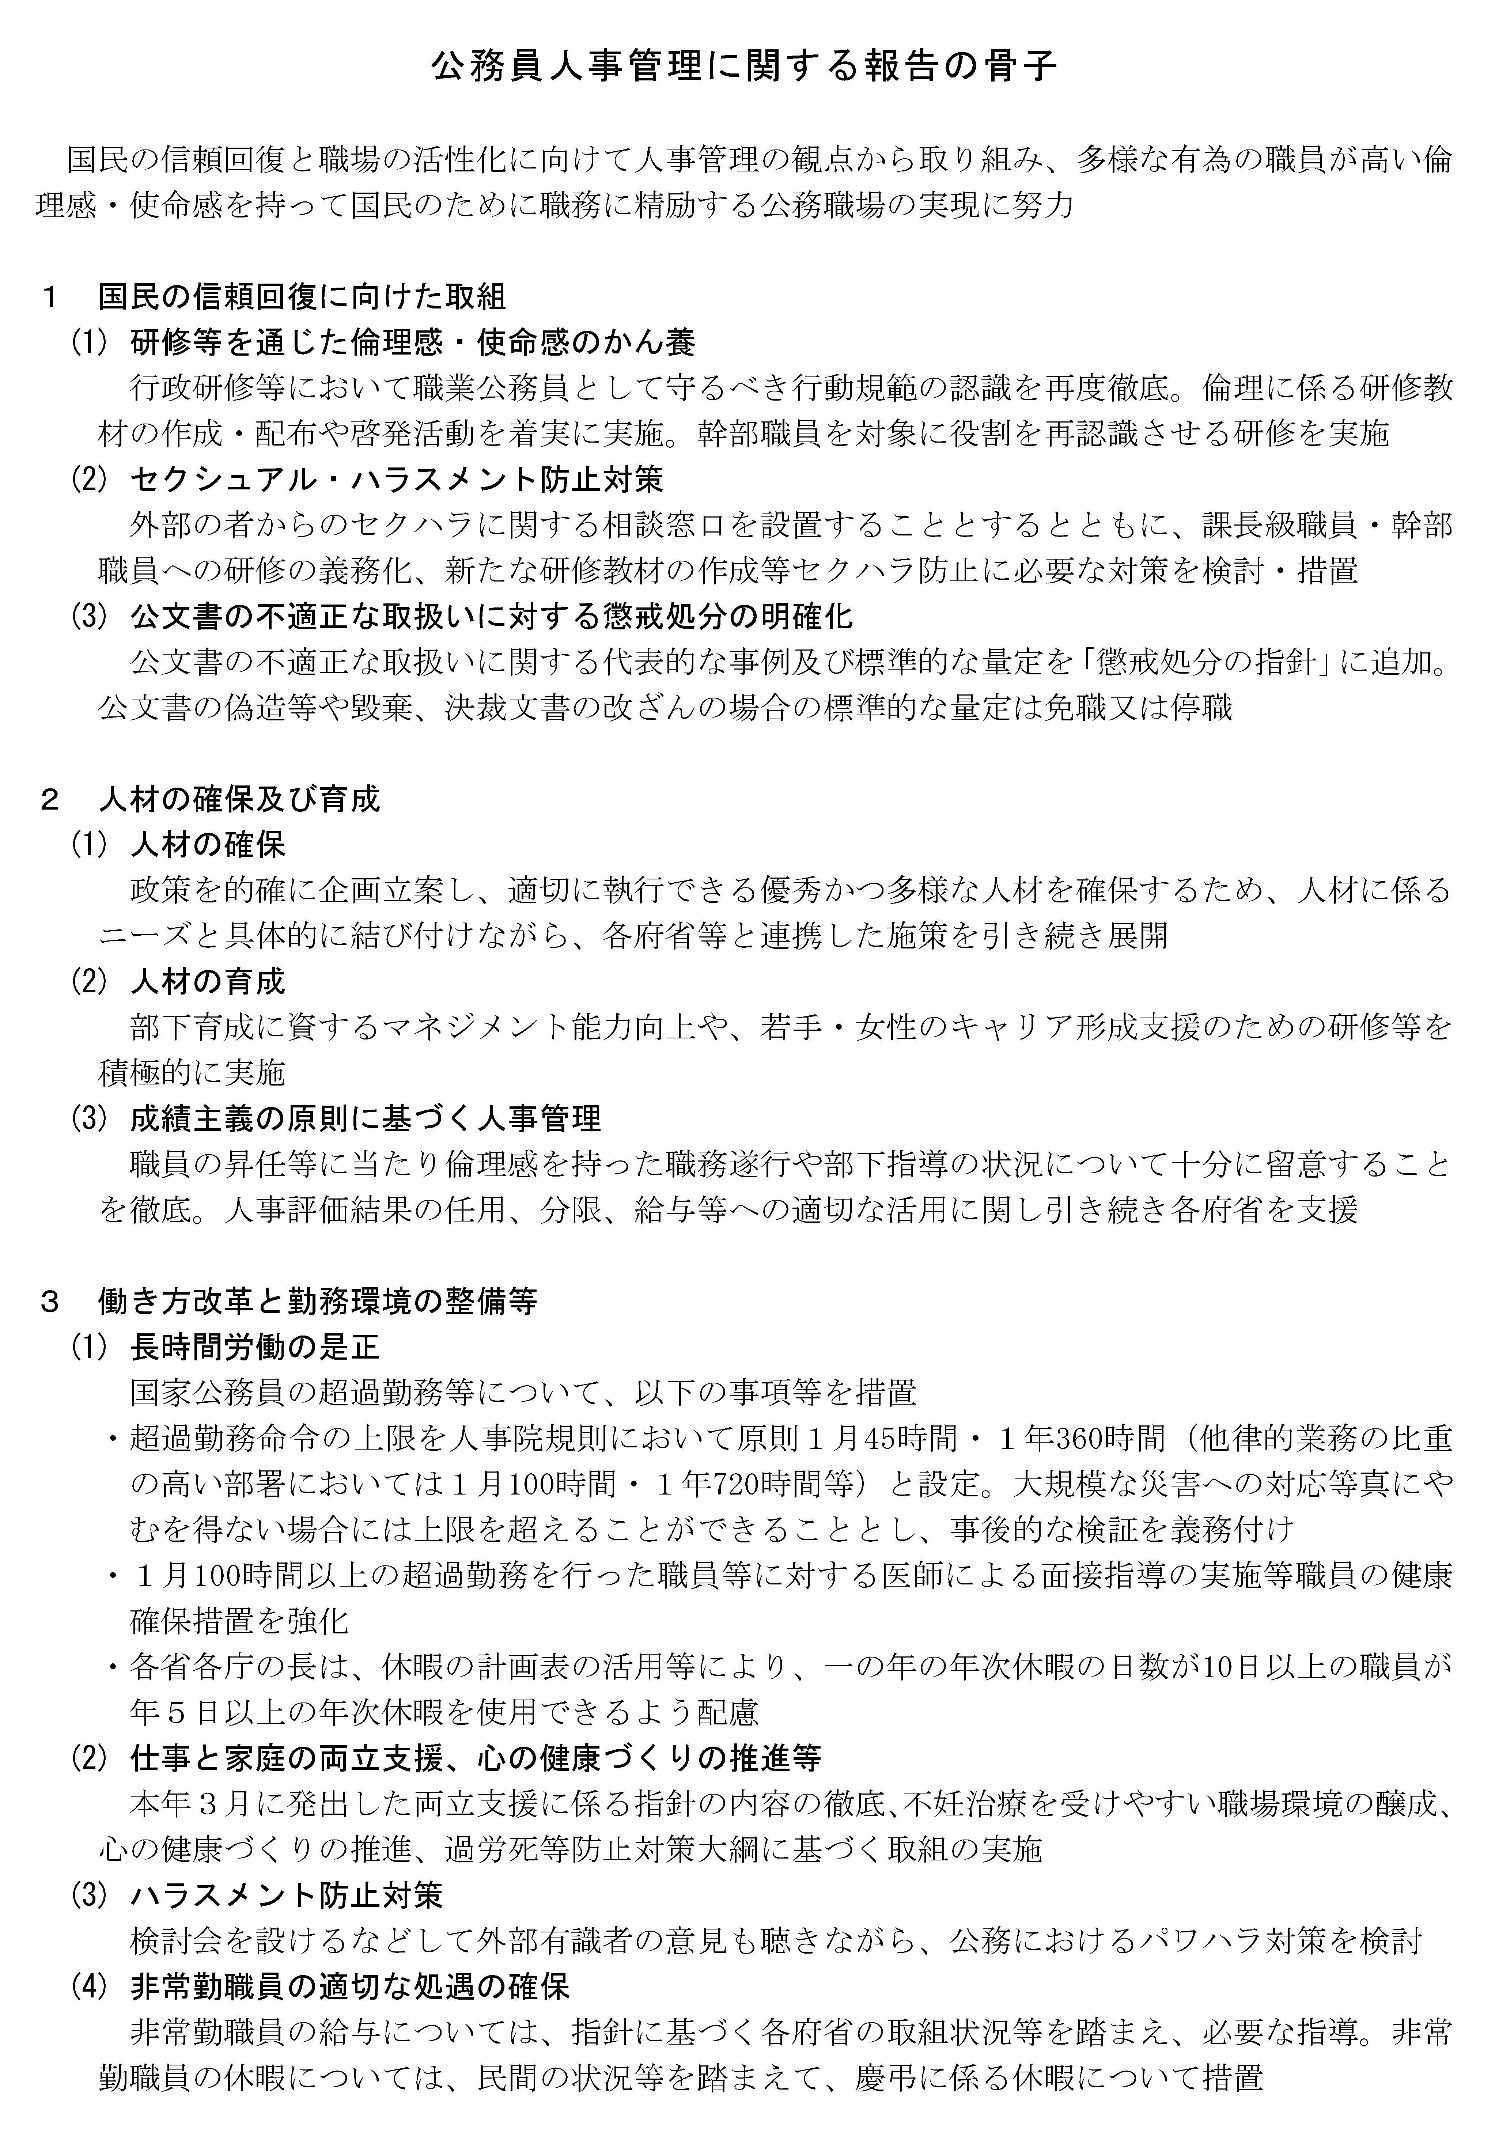 公務員人事管理に関する報告の骨子
国民の信頼回復と職場の活性化に向けて人事管理の観点から取り組み、多様な有為の職員が高い倫
理感・使命感を持って国民のために職務に精励する公務職場の実現に努力
１　国民の信頼回復に向けた取組
(1) 研修等を通じた倫理感・使命感のかん養
行政研修等において職業公務員として守るべき行動規範の認識を再度徹底。倫理に係る研修教
材の作成・配布や啓発活動を着実に実施。幹部職員を対象に役割を再認識させる研修を実施
(2) セクシュアル・ハラスメント防止対策
外部の者からのセクハラに関する相談窓口を設置することとするとともに、課長級職員・幹部
職員への研修の義務化、新たな研修教材の作成等セクハラ防止に必要な対策を検討・措置
(3) 公文書の不適正な取扱いに対する懲戒処分の明確化
公文書の不適正な取扱いに関する代表的な事例及び標準的な量定を「懲戒処分の指針」に追加。
公文書の偽造等や毀棄、決裁文書の改ざんの場合の標準的な量定は免職又は停職
２　人材の確保及び育成
(1) 人材の確保
政策を的確に企画立案し、適切に執行できる優秀かつ多様な人材を確保するため、人材に係る
ニーズと具体的に結び付けながら、各府省等と連携した施策を引き続き展開
(2) 人材の育成
部下育成に資するマネジメント能力向上や、若手・女性のキャリア形成支援のための研修等を
積極的に実施
(3) 成績主義の原則に基づく人事管理
職員の昇任等に当たり倫理感を持った職務遂行や部下指導の状況について十分に留意すること
を徹底。人事評価結果の任用、分限、給与等への適切な活用に関し引き続き各府省を支援
３　働き方改革と勤務環境の整備等
(1) 長時間労働の是正
国家公務員の超過勤務等について、以下の事項等を措置
・超過勤務命令の上限を人事院規則において原則１月45時間・１年360時間（他律的業務の比重
の高い部署においては１月100時間・１年720時間等）と設定。大規模な災害への対応等真にや
むを得ない場合には上限を超えることができることとし、事後的な検証を義務付け
・１月100時間以上の超過勤務を行った職員等に対する医師による面接指導の実施等職員の健康
確保措置を強化
・各省各庁の長は、休暇の計画表の活用等により、一の年の年次休暇の日数が10日以上の職員が
年５日以上の年次休暇を使用できるよう配慮
(2) 仕事と家庭の両立支援、心の健康づくりの推進等
本年３月に発出した両立支援に係る指針の内容の徹底、不妊治療を受けやすい職場環境の醸成、
心の健康づくりの推進、過労死等防止対策大綱に基づく取組の実施
(3) ハラスメント防止対策
検討会を設けるなどして外部有識者の意見も聴きながら、公務におけるパワハラ対策を検討
(4) 非常勤職員の適切な処遇の確保
非常勤職員の給与については、指針に基づく各府省の取組状況等を踏まえ、必要な指導。非常
勤職員の休暇については、民間の状況等を踏まえて、慶弔に係る休暇について措置